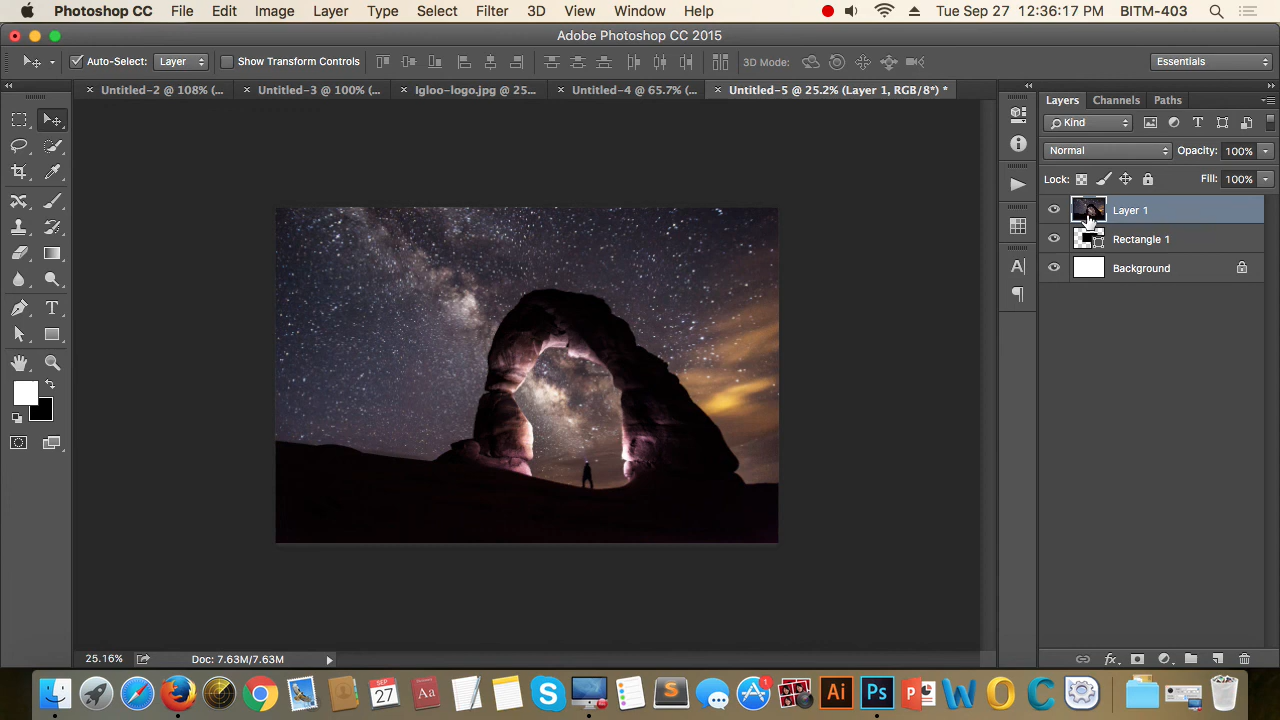 Photoshop CC File Edit Image Layer Type Select Filter 3D View Window Help Tue Sep 27 12:36:17 PM BITM-403
Adobe Photoshop CC 2015
Auto-Select: Layer Show Transform Controls 3D Mode: Essentials
Untitled-2 @ 108% (... Untitled-3 @ 100% (... Igloo-logo.jpg @ 25... Untitled-4 @ 65.7% (... Untitled-5 @ 25.2% (Layer 1, RGB/8*) *
Layers Channels Paths
Kind
Normal Opacity: 100%
Lock: Fill: 100%
Layer 1
Rectangle 1
Background
25.16% Doc: 7.63M/7.63M